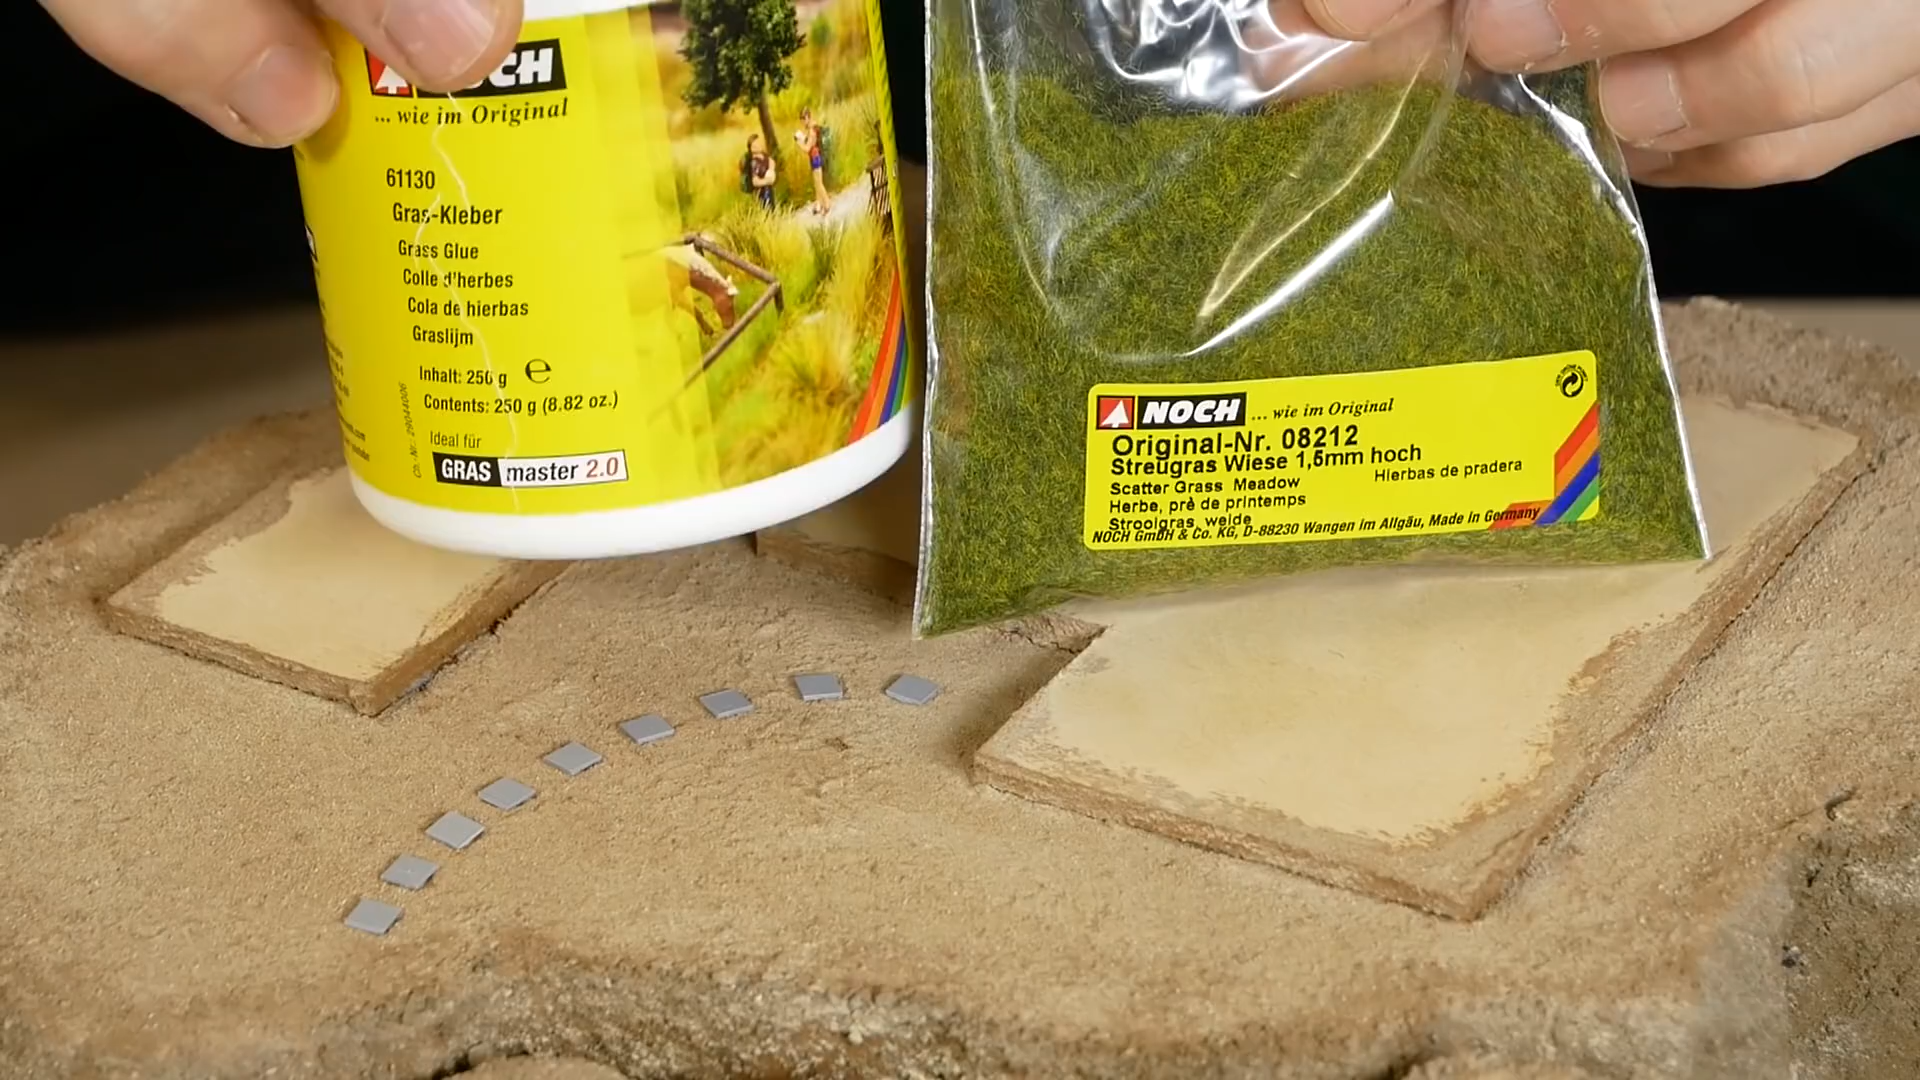 NOCH
... wie im Original
61130
Gras-Kleber
Grass Glue
Colle d'herbes
Cola de hierbas
Graslijm
Inhalt: 250 g e
Contents: 250 g (8.82 oz.)
Ideal für
GRAS master 2.0
NOCH ... wie im Original
Original-Nr. 08212
Streugras Wiese 1,5mm hoch
Scatter Grass Meadow
Hierbas de pradera
Herbe, prè de printemps
Strooigras, weide
NOCH GmbH & Co. KG, D-88230 Wangen im Allgäu, Made in Germany